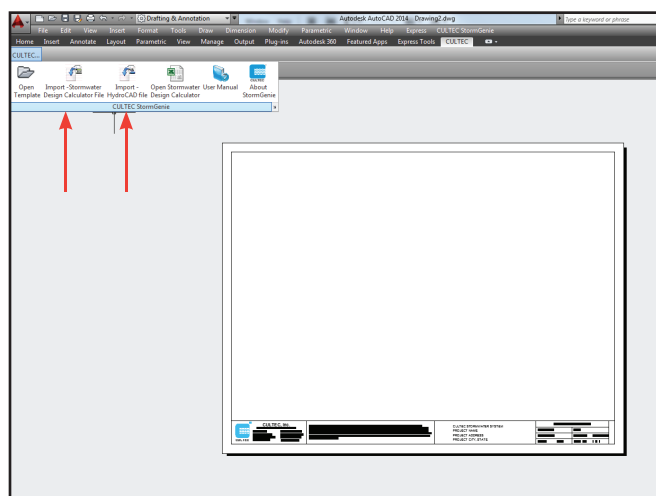 Drafting & Annotation
Autodesk AutoCAD 2014 Drawing2.dwg
Type a keyword or phrase
File Edit View Insert Format Tools Draw Dimension Modify Parametric Window Help Express CULTEC StormGenie
Home Insert Annotate Layout Parametric View Manage Output Plug-ins Autodesk 360 Featured Apps Express Tools CULTEC
CULTEC...
Open Template
Import -Stormwater Design Calculator File
Import - HydroCAD file
Open Stormwater Design Calculator
User Manual
CULTEC
About StormGenie
CULTEC StormGenie
CULTEC, Inc.
CULTEC
CULTEC STORMWATER SYSTEM
PROJECT NAME
PROJECT ADDRESS
PROJECT CITY, STATE